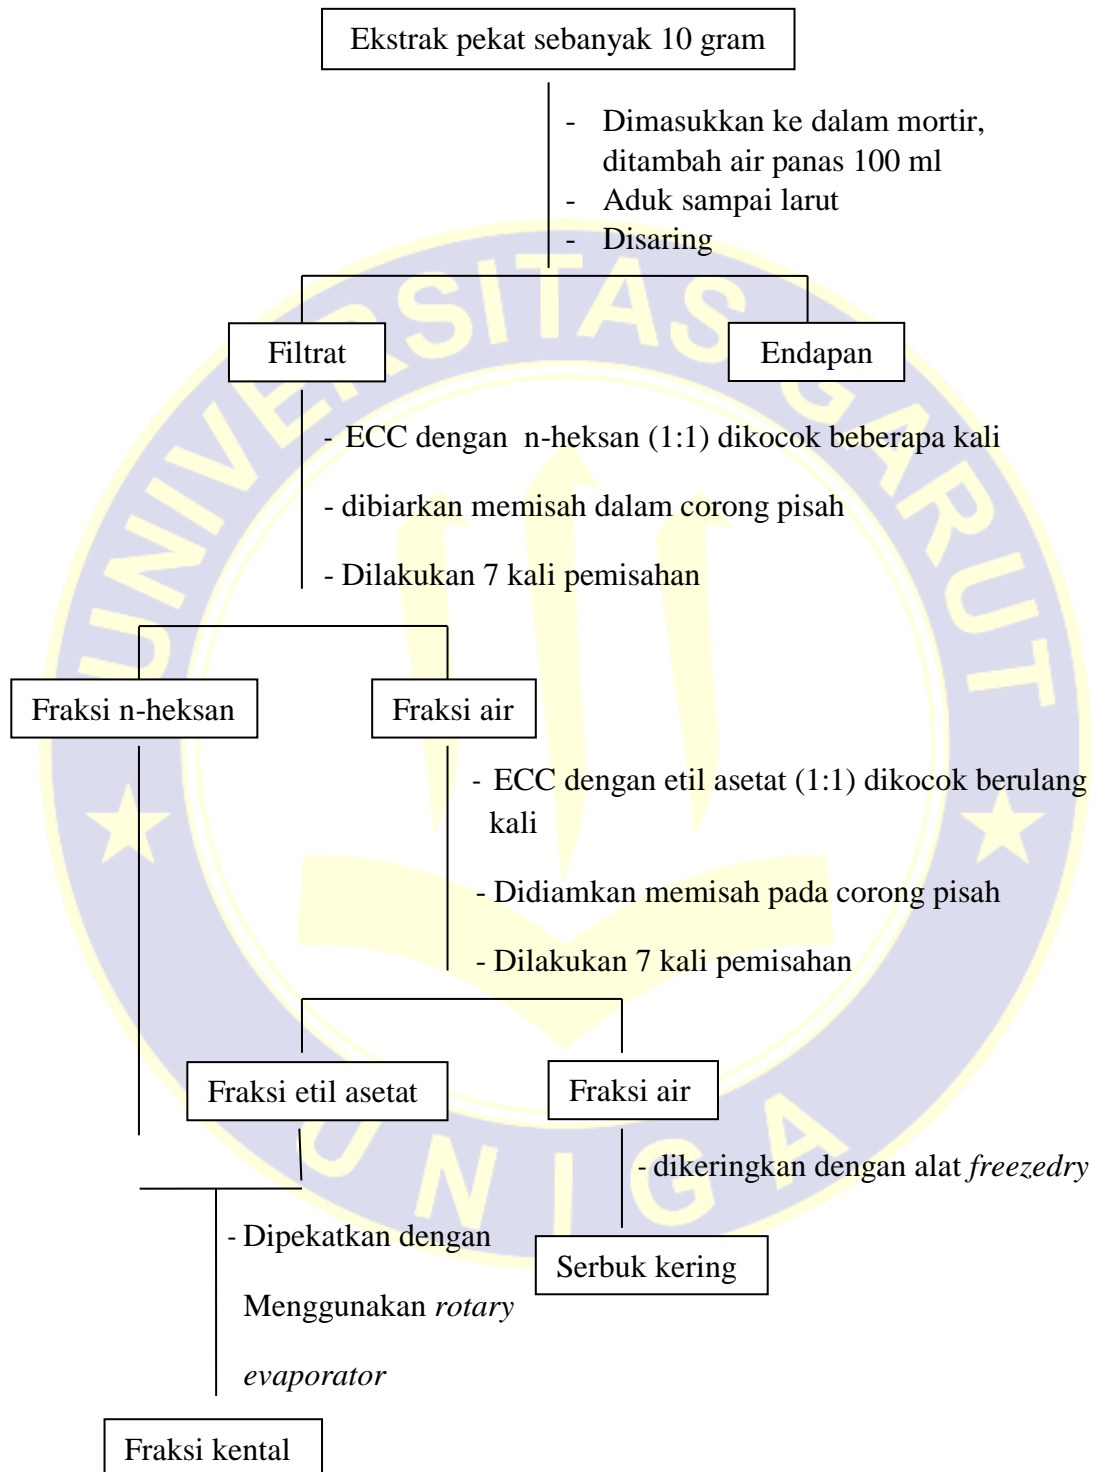 Ekstrak pekat sebanyak 10 gram
- Dimasukkan ke dalam mortir,
ditambah air panas 100 ml
- Aduk sampai larut
- Disaring
UNIVERSITAS GARUT
Filtrat
Endapan
- ECC dengan n-heksan (1:1) dikocok beberapa kali
- dibiarkan memisah dalam corong pisah
- Dilakukan 7 kali pemisahan
Fraksi n-heksan
Fraksi air
- ECC dengan etil asetat (1:1) dikocok berulang
kali
- Didiamkan memisah pada corong pisah
- Dilakukan 7 kali pemisahan
Fraksi etil asetat
Fraksi air
UNIGA
- dikeringkan dengan alat freezedry
- Dipekatkan dengan
Serbuk kering
Menggunakan rotary
evaporator
Fraksi kental